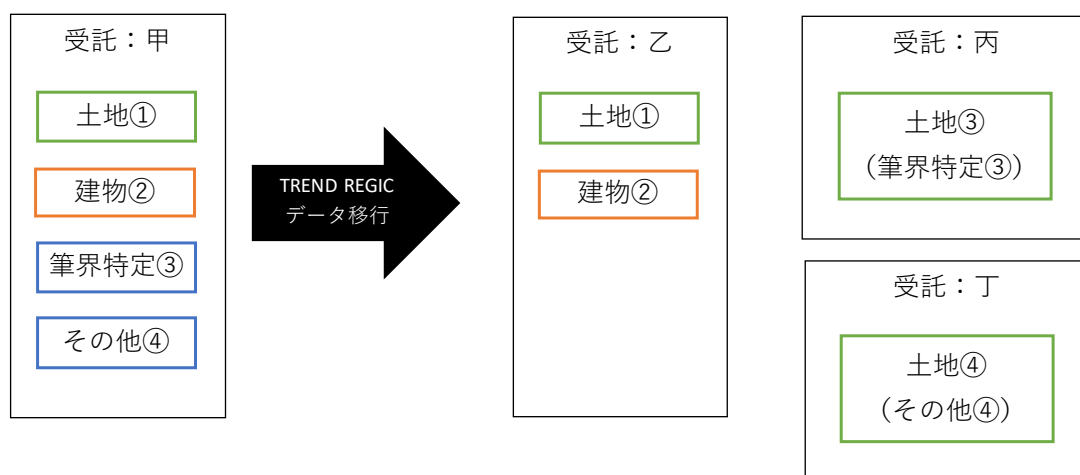 受託：甲
土地①
建物②
筆界特定③
その他④
TREND REGIC
データ移行
受託：乙
土地①
建物②
受託：丙
土地③
（筆界特定③）
受託：丁
土地④
（その他④）